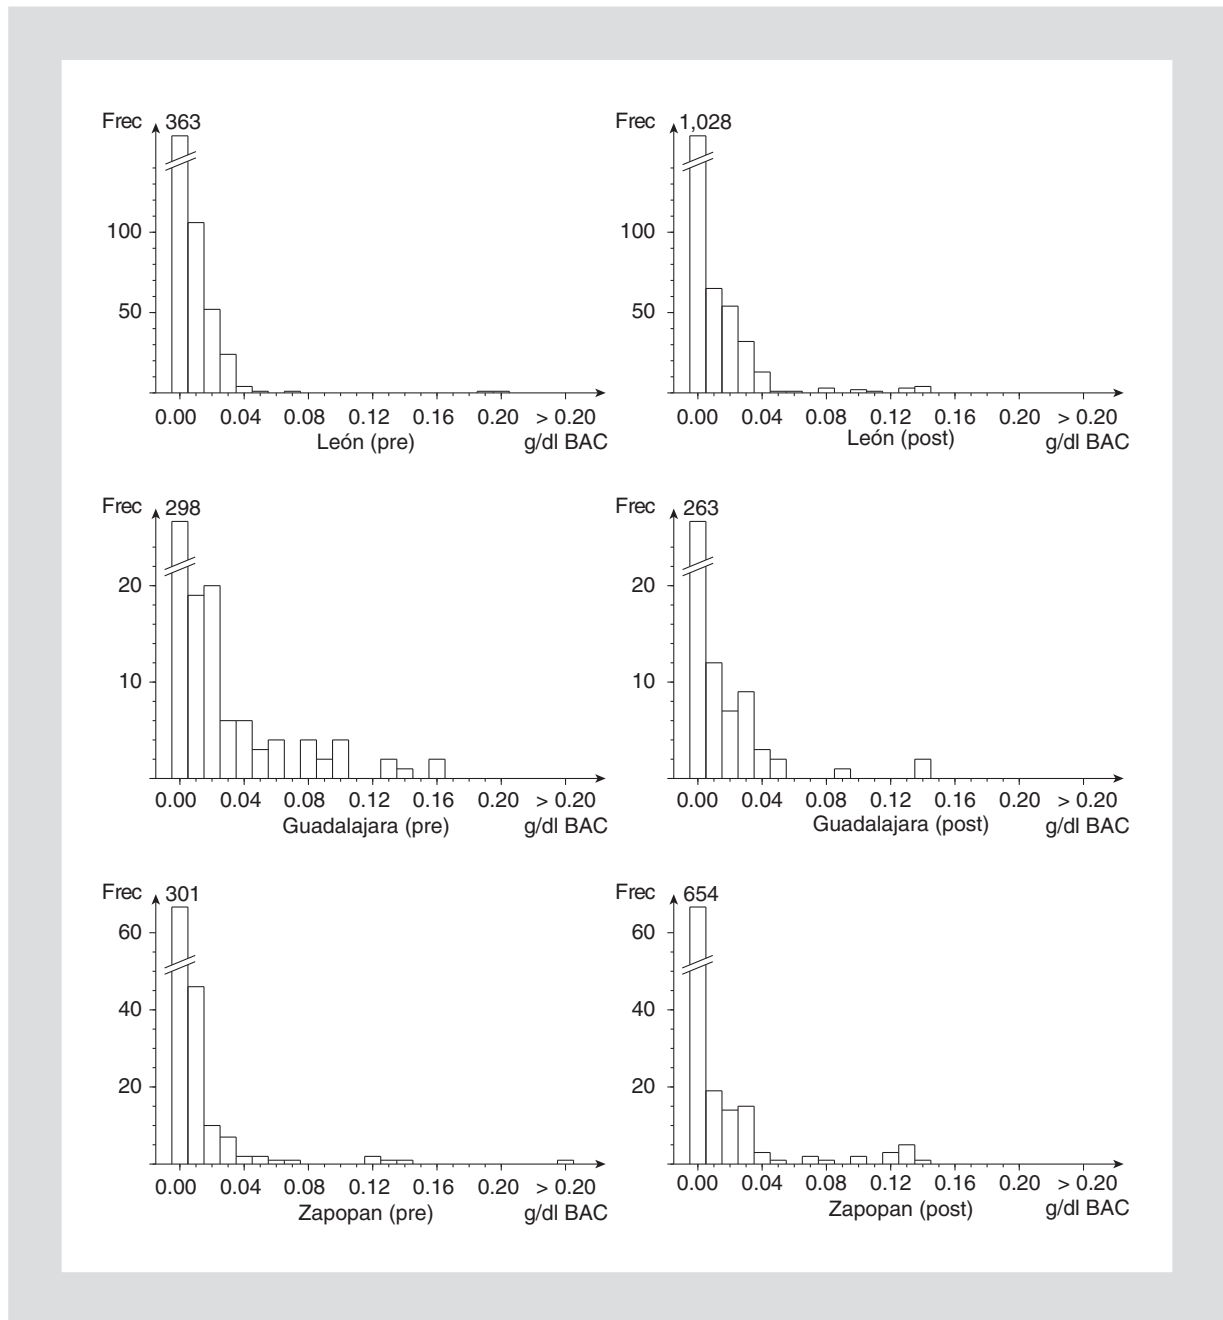 Frec 363
100
50
0.00 0.04 0.08 0.12 0.16 0.20 > 0.20
León (pre) g/dl BAC
Frec 1,028
100
50
0.00 0.04 0.08 0.12 0.16 0.20 > 0.20
León (post) g/dl BAC
Frec 298
20
10
0.00 0.04 0.08 0.12 0.16 0.20 > 0.20
Guadalajara (pre) g/dl BAC
Frec 263
20
10
0.00 0.04 0.08 0.12 0.16 0.20 > 0.20
Guadalajara (post) g/dl BAC
Frec 301
60
40
20
0.00 0.04 0.08 0.12 0.16 0.20 > 0.20
Zapopan (pre) g/dl BAC
Frec 654
60
40
20
0.00 0.04 0.08 0.12 0.16 0.20 > 0.20
Zapopan (post) g/dl BAC